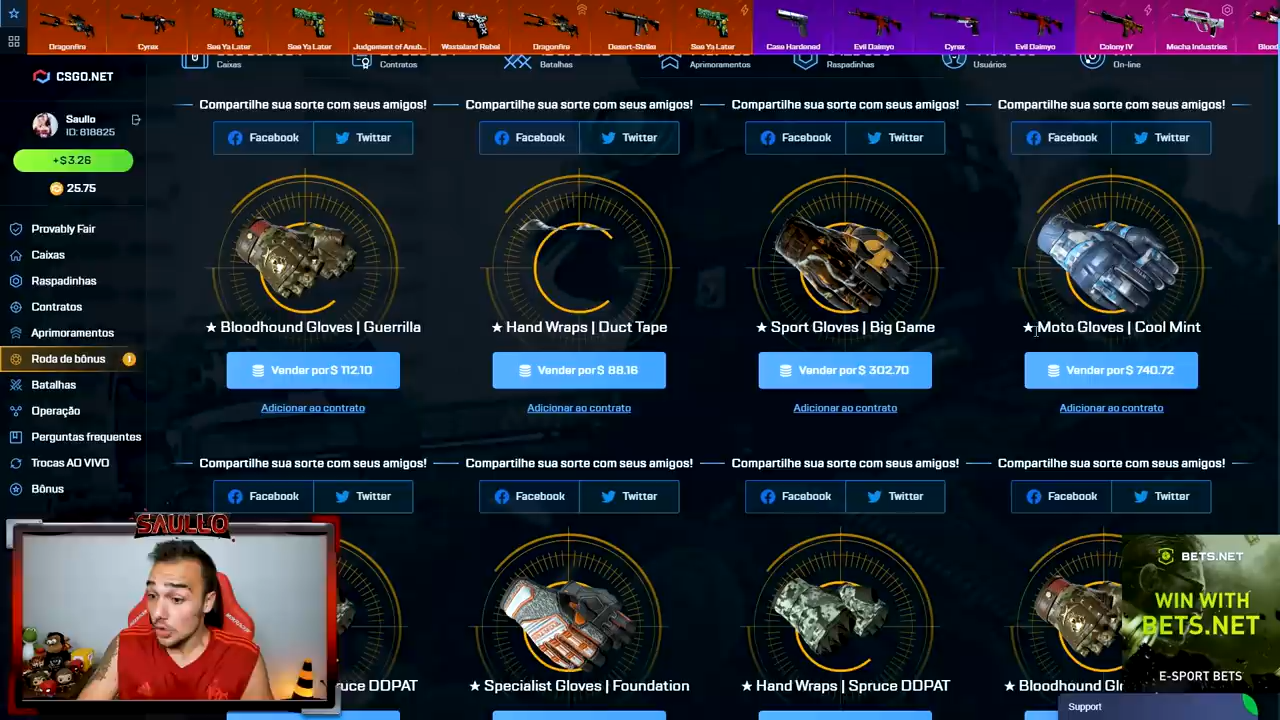 Dragonfire
Cyrex
See Ya Later
See Ya Later
Judgement of Anub...
Wasteland Rebel
Dragonfire
Desert-Strike
See Ya Later
Case Hardened
Evil Daimyo
Cyrex
Evil Daimyo
Colony IV
Mecha Industries
Blood
CSGO.NET
Caixas
Contratos
Batalhas
Aprimoramentos
Raspadinhas
Usuários
On-line
Saullo
ID: 818825
+$3.26
25.75
Provably Fair
Caixas
Raspadinhas
Contratos
Aprimoramentos
Roda de bônus 1
Batalhas
Operação
Perguntas frequentes
Trocas AO VIVO
Bônus
Compartilhe sua sorte com seus amigos!
Facebook
Twitter
★ Bloodhound Gloves | Guerrilla
Vender por $ 112.10
Adicionar ao contrato
Compartilhe sua sorte com seus amigos!
Facebook
Twitter
★ Hand Wraps | Duct Tape
Vender por $ 88.16
Adicionar ao contrato
Compartilhe sua sorte com seus amigos!
Facebook
Twitter
★ Sport Gloves | Big Game
Vender por $ 302.70
Adicionar ao contrato
Compartilhe sua sorte com seus amigos!
Facebook
Twitter
★ Moto Gloves | Cool Mint
Vender por $ 740.72
Adicionar ao contrato
Compartilhe sua sorte com seus amigos!
Facebook
Twitter
ruce DDPAT
Compartilhe sua sorte com seus amigos!
Facebook
Twitter
★ Specialist Gloves | Foundation
Compartilhe sua sorte com seus amigos!
Facebook
Twitter
★ Hand Wraps | Spruce DDPAT
Compartilhe sua sorte com seus amigos!
Facebook
Twitter
★ Bloodhound Gl
SAULLO
BETS.NET
WIN WITH
BETS.NET
E-SPORT BETS
Support